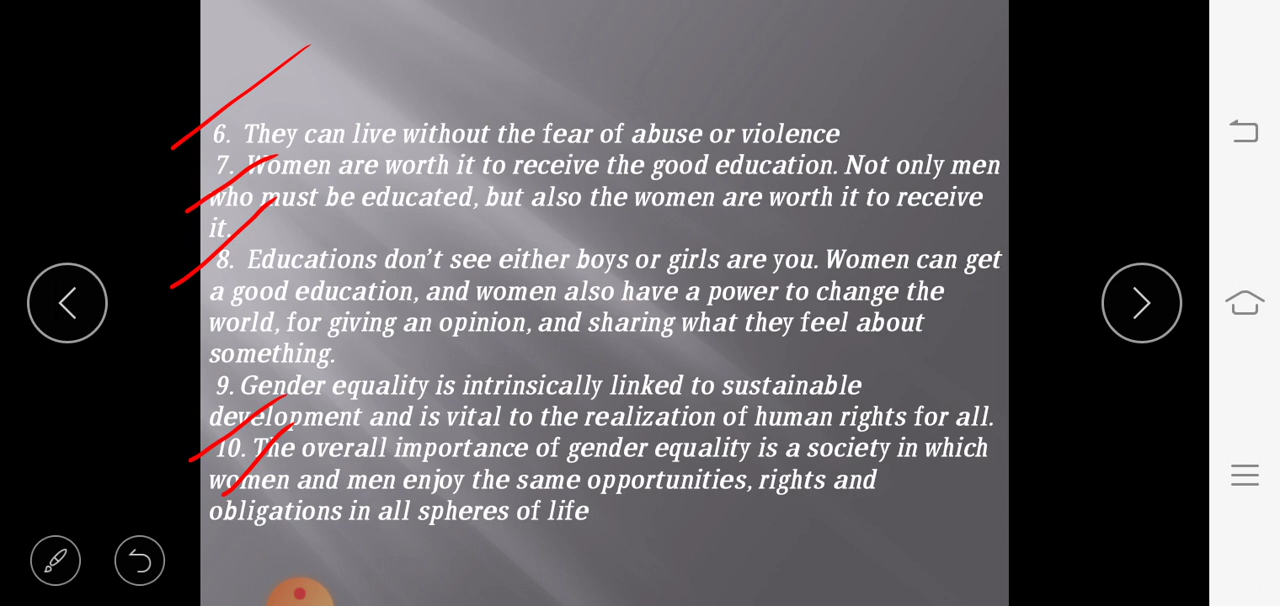 6. They can live without the fear of abuse or violence
7. Women are worth it to receive the good education. Not only men
who must be educated, but also the women are worth it to receive
it.
8. Educations don't see either boys or girls are you. Women can get
a good education, and women also have a power to change the
world, for giving an opinion, and sharing what they feel about
something.
9. Gender equality is intrinsically linked to sustainable
development and is vital to the realization of human rights for all.
10. The overall importance of gender equality is a society in which
women and men enjoy the same opportunities, rights and
obligations in all spheres of life